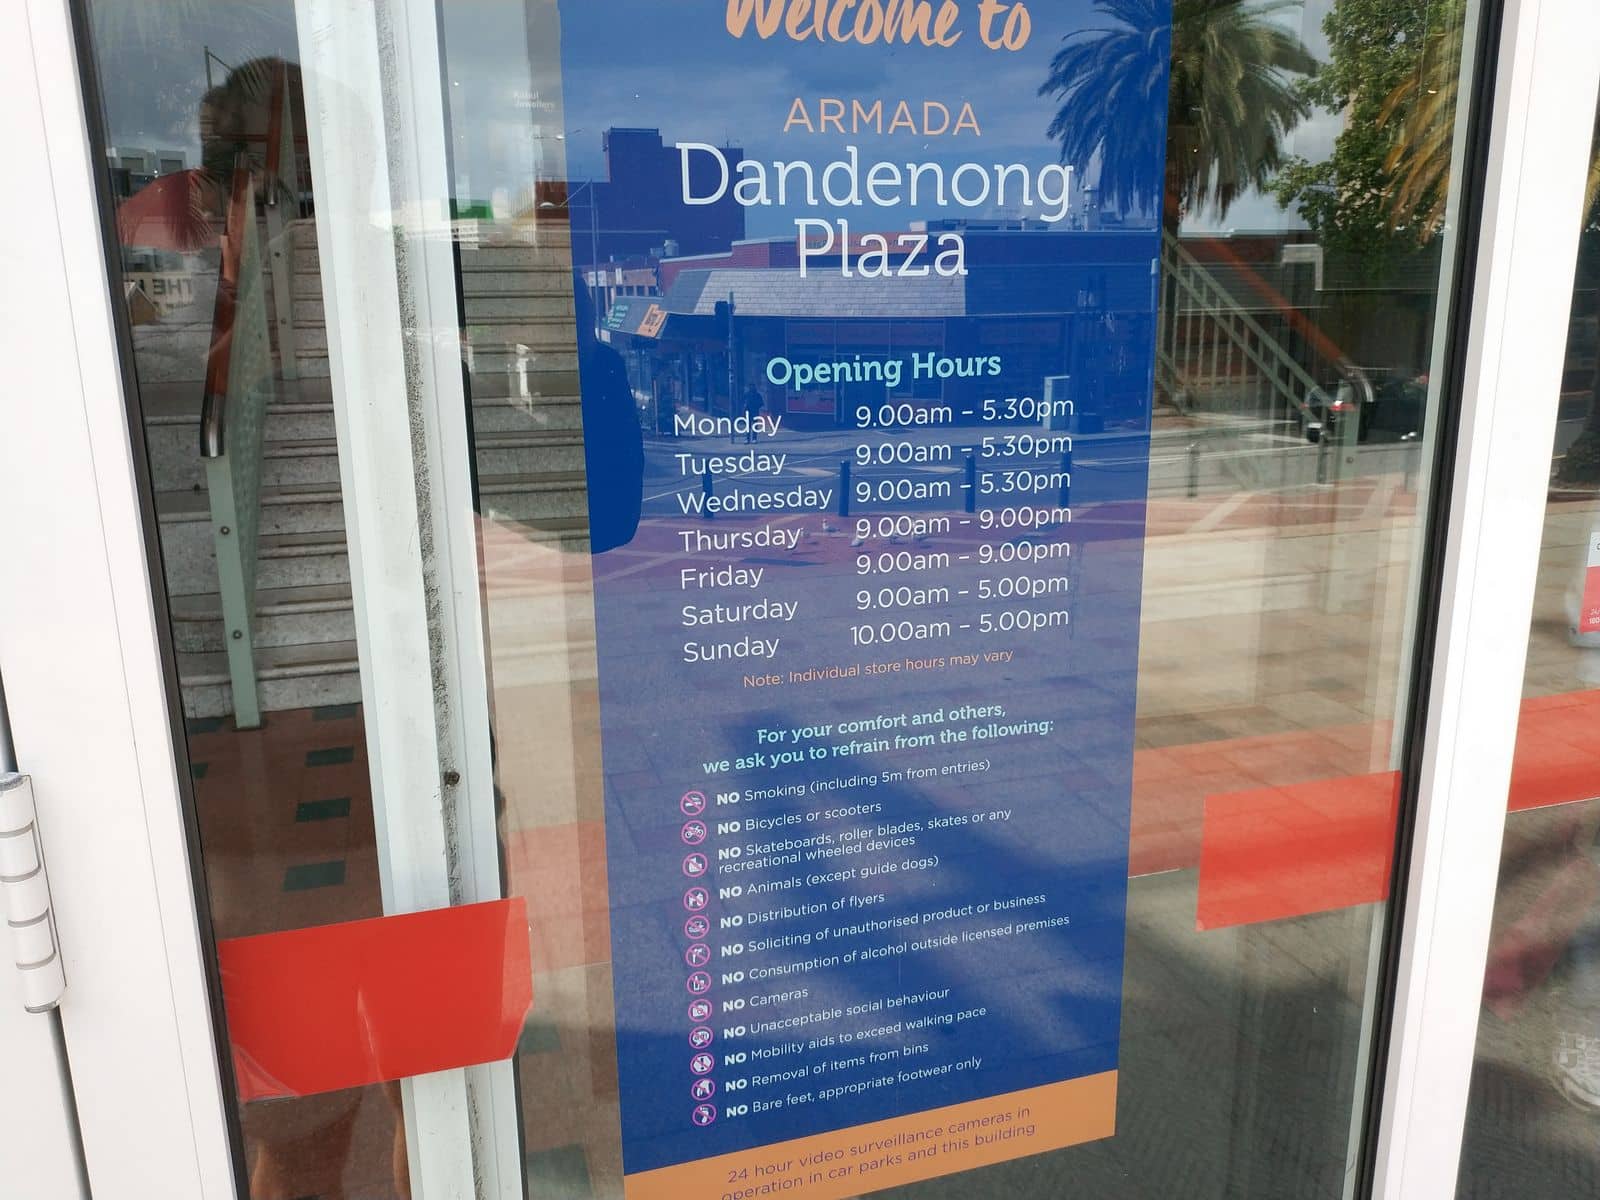 Welcome to
ARMADA
Dandenong
Plaza
Opening Hours
Monday 9.00am – 5.30pm
Tuesday 9.00am – 5.30pm
Wednesday 9.00am – 5.30pm
Thursday 9.00am – 9.00pm
Friday 9.00am – 9.00pm
Saturday 9.00am – 5.00pm
Sunday 10.00am – 5.00pm
Note: Individual store hours may vary
For your comfort and others,
we ask you to refrain from the following:
NO Smoking (including 5m from entries)
NO Bicycles or scooters
NO Skateboards, roller blades, skates or any
recreational wheeled devices
NO Animals (except guide dogs)
NO Distribution of flyers
NO Soliciting of unauthorised product or business
NO Consumption of alcohol outside licensed premises
NO Cameras
NO Unacceptable social behaviour
NO Mobility aids to exceed walking pace
NO Removal of items from bins
NO Bare feet, appropriate footwear only
24 hour video surveillance cameras in
operation in car parks and this building
Jewellers